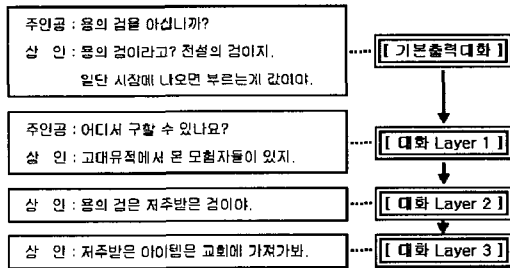 주인공 : 용의 검을 아십니까?
상 인 : 용의 검이라고? 전설의 검이지.
일단 시장에 나오면 부르는게 값이야.
[ 기본출력대화 ]
주인공 : 어디서 구할 수 있나요?
상 인 : 고대유적에서 본 모험자들이 있지.
[ 대화 Layer 1 ]
상 인 : 용의 검은 저주받은 검이야.
[ 대화 Layer 2 ]
상 인 : 저주받은 아이템은 교회에 가져가봐.
[ 대화 Layer 3 ]